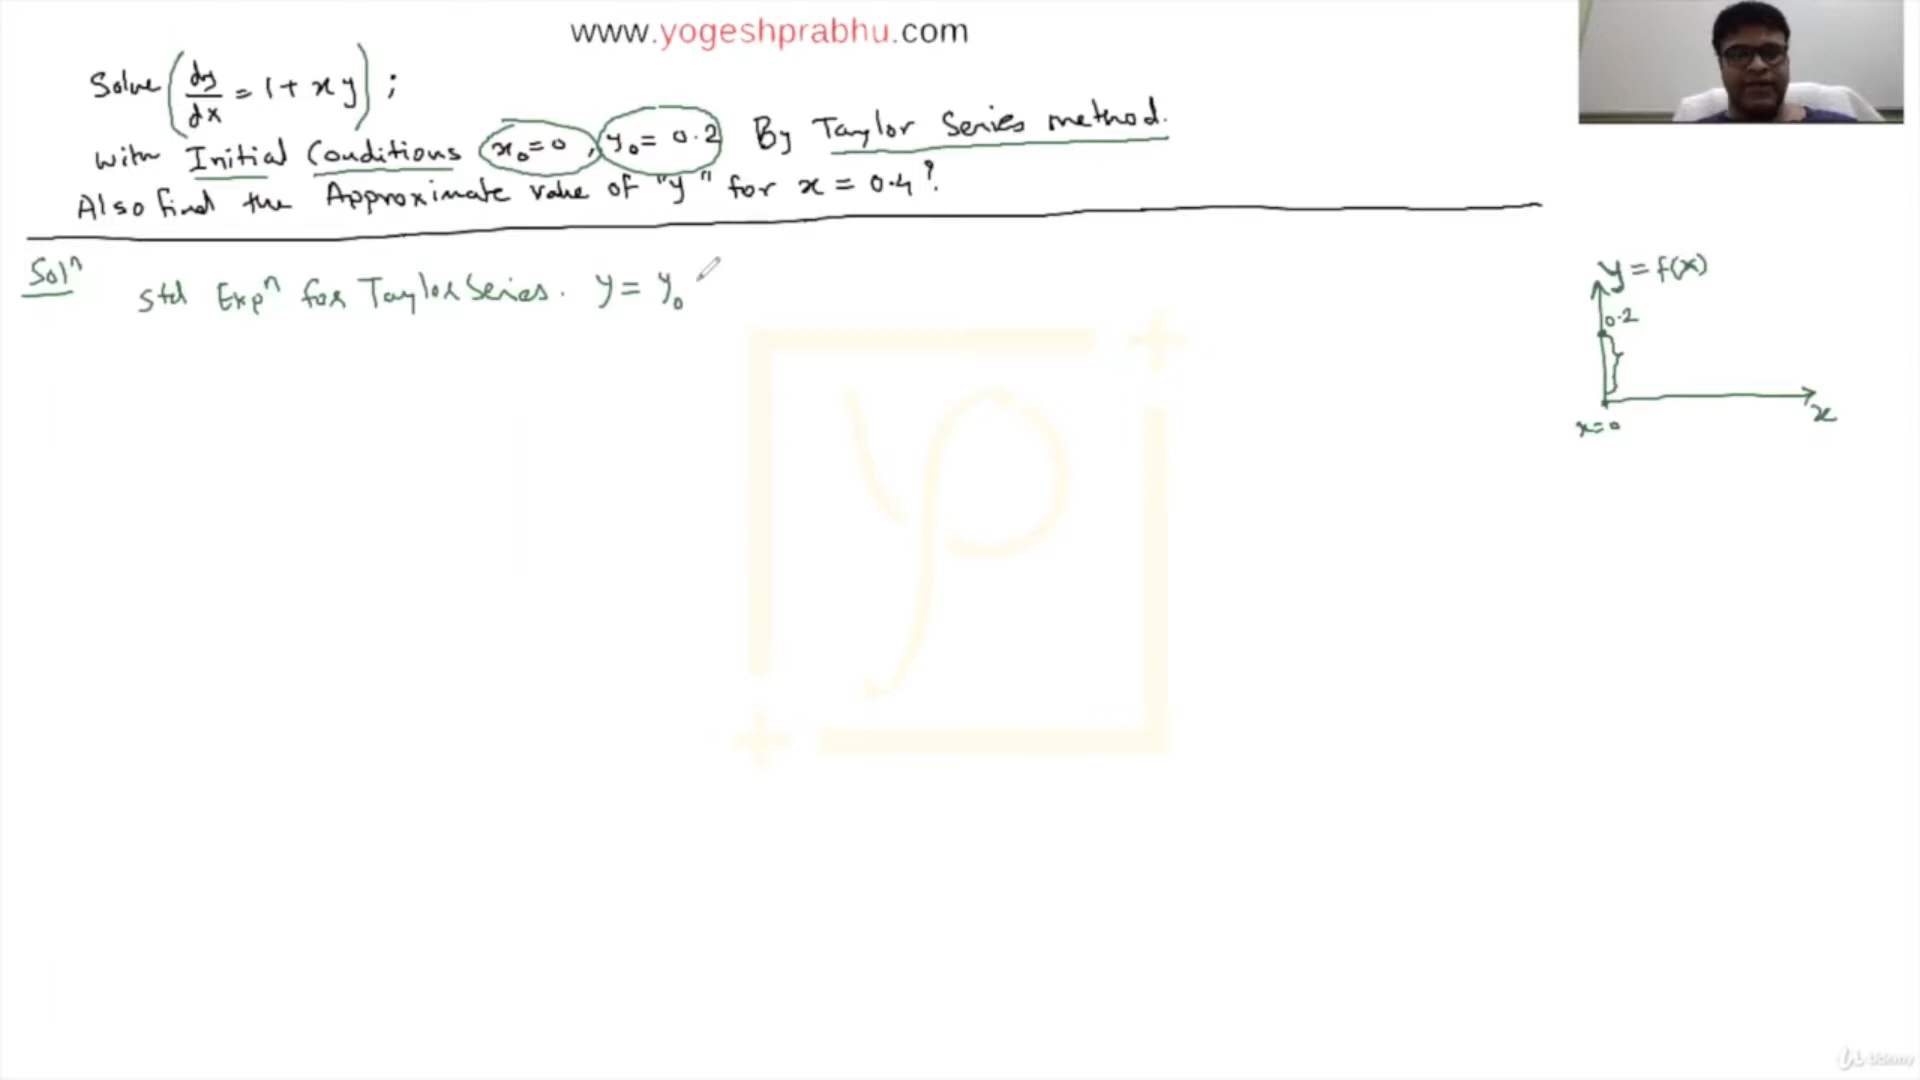 www.yogeshprabhu.com
Solve (dy/dx = 1 + xy) ;
with Initial Conditions x₀=0, y₀= 0.2 By Taylor Series method.
Also find the Approximate value of "y" for x = 0.4 ?
Solⁿ
Std Expⁿ for Taylor Series. y = y₀
y = f(x)
0.2
x
x=0
Udemy